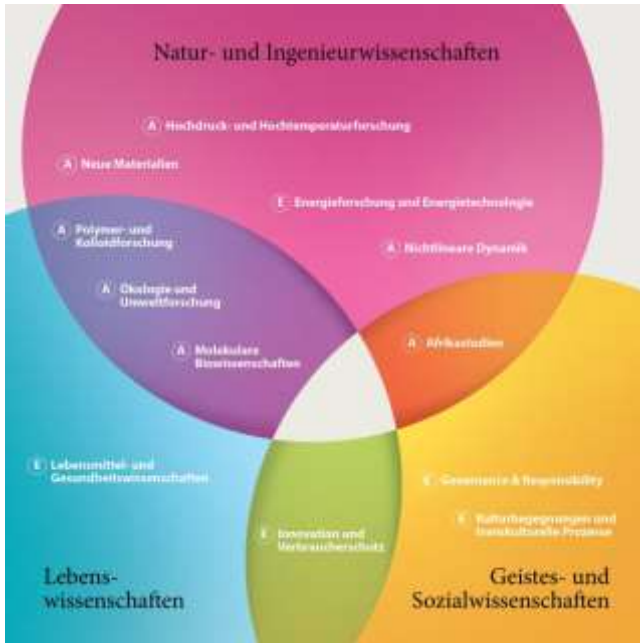 Natur- und Ingenieurwissenschaften
A Hochdruck- und Hochtemperaturforschung
A Neue Materialien
E Energieforschung und Energietechnologie
A Polymer- und
Kolloidforschung
A Nichtlineare Dynamik
A Ökologie und
Umweltforschung
A Afrikastudien
A Molekulare
Biowissenschaften
E Lebensmittel- und
Gesundheitswissenschaften
E Governance & Responsibility
E Kulturbegegnungen und
transkulturelle Prozesse
E Innovation und
Verbraucherschutz
Lebens-
wissenschaften
Geistes- und
Sozialwissenschaften